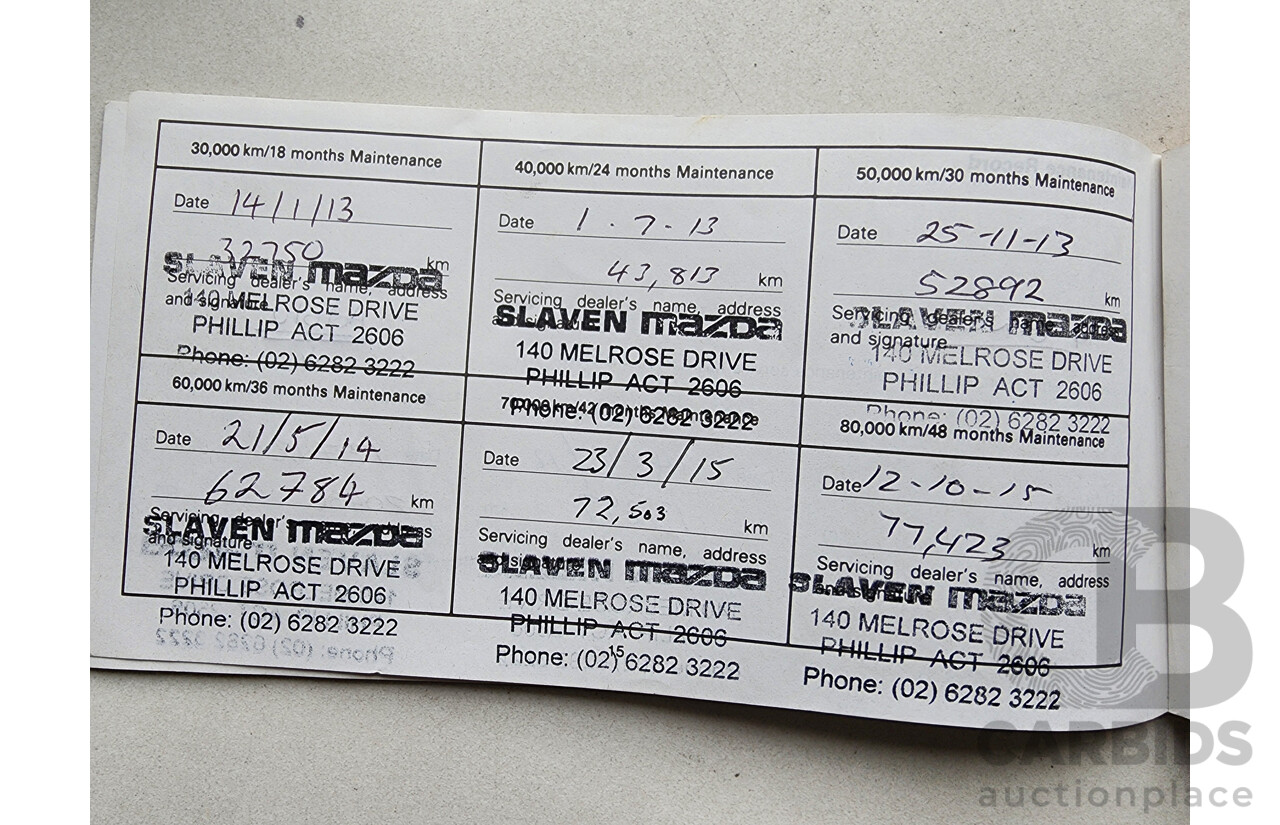 30,000 km/18 months Maintenance
Date 14/1/13
32750 km
SLAVEN mazda
Servicing dealer's name, address
and signature
140 MELROSE DRIVE
PHILLIP ACT 2606
Phone: (02) 6282 3222
40,000 km/24 months Maintenance
Date 1.7-13
43,813 km
Servicing dealer's name, address
SLAVEN mazda
140 MELROSE DRIVE
PHILLIP ACT 2606
Phone: (02) 6282 3222
50,000 km/30 months Maintenance
Date 25-11-13
52892 km
Servicing dealer's name, address
SLAVEN mazda
and signature
140 MELROSE DRIVE
PHILLIP ACT 2606
Phone: (02) 6282 3222
60,000 km/36 months Maintenance
Date 21/5/14
62784 km
Servicing dealer's name, address
SLAVEN mazda
and signature
140 MELROSE DRIVE
PHILLIP ACT 2606
Phone: (02) 6282 3222
70,000 km/42 months Maintenance
Date 23/3/15
72,503 km
Servicing dealer's name, address
and signature
SLAVEN mazda
140 MELROSE DRIVE
PHILLIP ACT 2606
Phone: (02) 6282 3222
15
80,000 km/48 months Maintenance
Date 12-10-15
77,423 km
Servicing dealer's name, address
SLAVEN mazda
140 MELROSE DRIVE
PHILLIP ACT 2606
Phone: (02) 6282 3222
B
CARBIDS
auctionplace